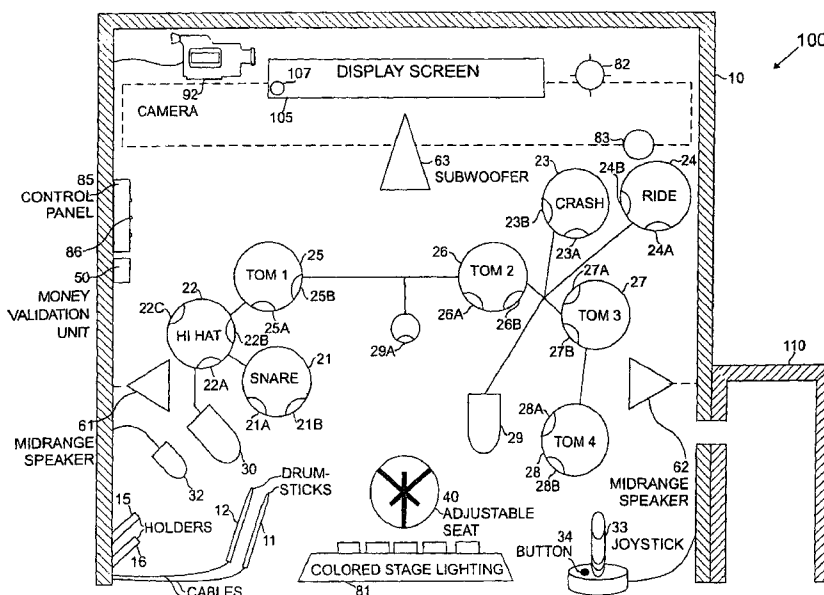 100
10
107
DISPLAY SCREEN
82
92
CAMERA
105
83
63
SUBWOOFER
23
24B
24
85
CONTROL
PANEL
CRASH
RIDE
23B
23A
24A
86
50
MONEY
VALIDATION
UNIT
25
TOM 1
25B
25A
26
TOM 2
26A
26B
27A
27
TOM 3
27B
22
22C
HI HAT
22B
22A
29A
21
SNARE
21A
21B
110
61
MIDRANGE
SPEAKER
30
32
29
28A
TOM 4
28
28B
62
MIDRANGE
SPEAKER
DRUM-
STICKS
12
11
15
HOLDERS
16
CABLES
40
ADJUSTABLE
SEAT
COLORED STAGE LIGHTING
81
34
33
BUTTON
JOYSTICK